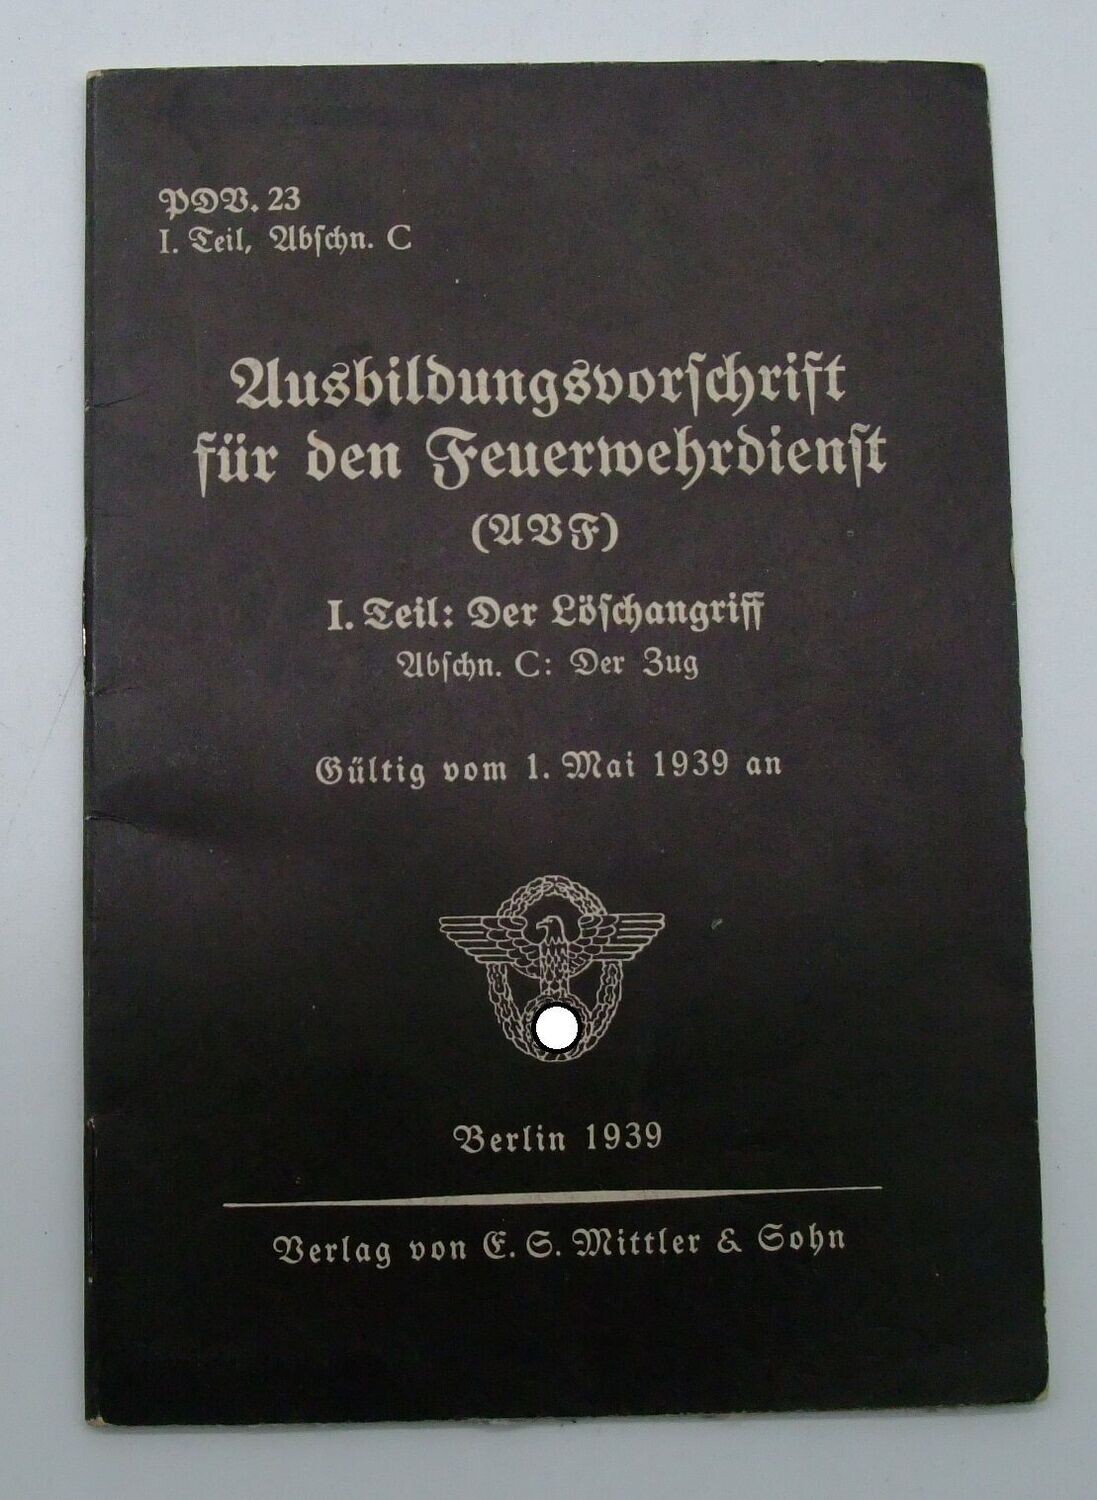 PDV. 23
I. Teil, Abschn. C
Ausbildungsvorschrift
für den Feuerwehrdienst
(AVF)
I. Teil: Der Löschangriff
Abschn. C: Der Zug
Gültig vom 1. Mai 1939 an
Berlin 1939
Verlag von E. S. Mittler & Sohn